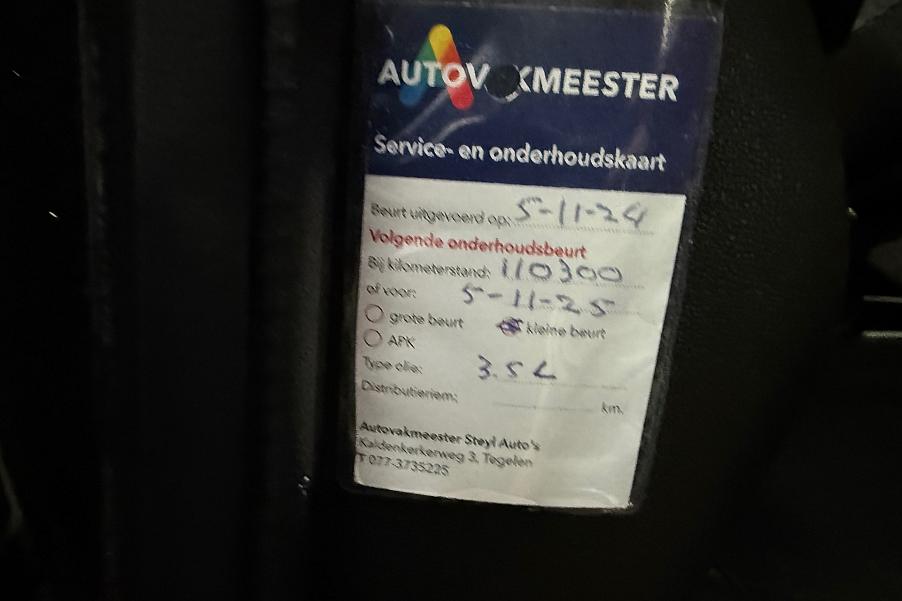 AUTOVAKMEESTER
Service- en onderhoudskaart
Beurt uitgevoerd op: 5-11-24
Volgende onderhoudsbeurt
Bij kilometerstand: 110300
of voor: 5-11-25
grote beurt kleine beurt
APK
Type olie: 3.5 L
Distributieriem: km.
Autovakmeester Steyl Auto's
Kaldenkerkerweg 3, Tegelen
T 077-3735225